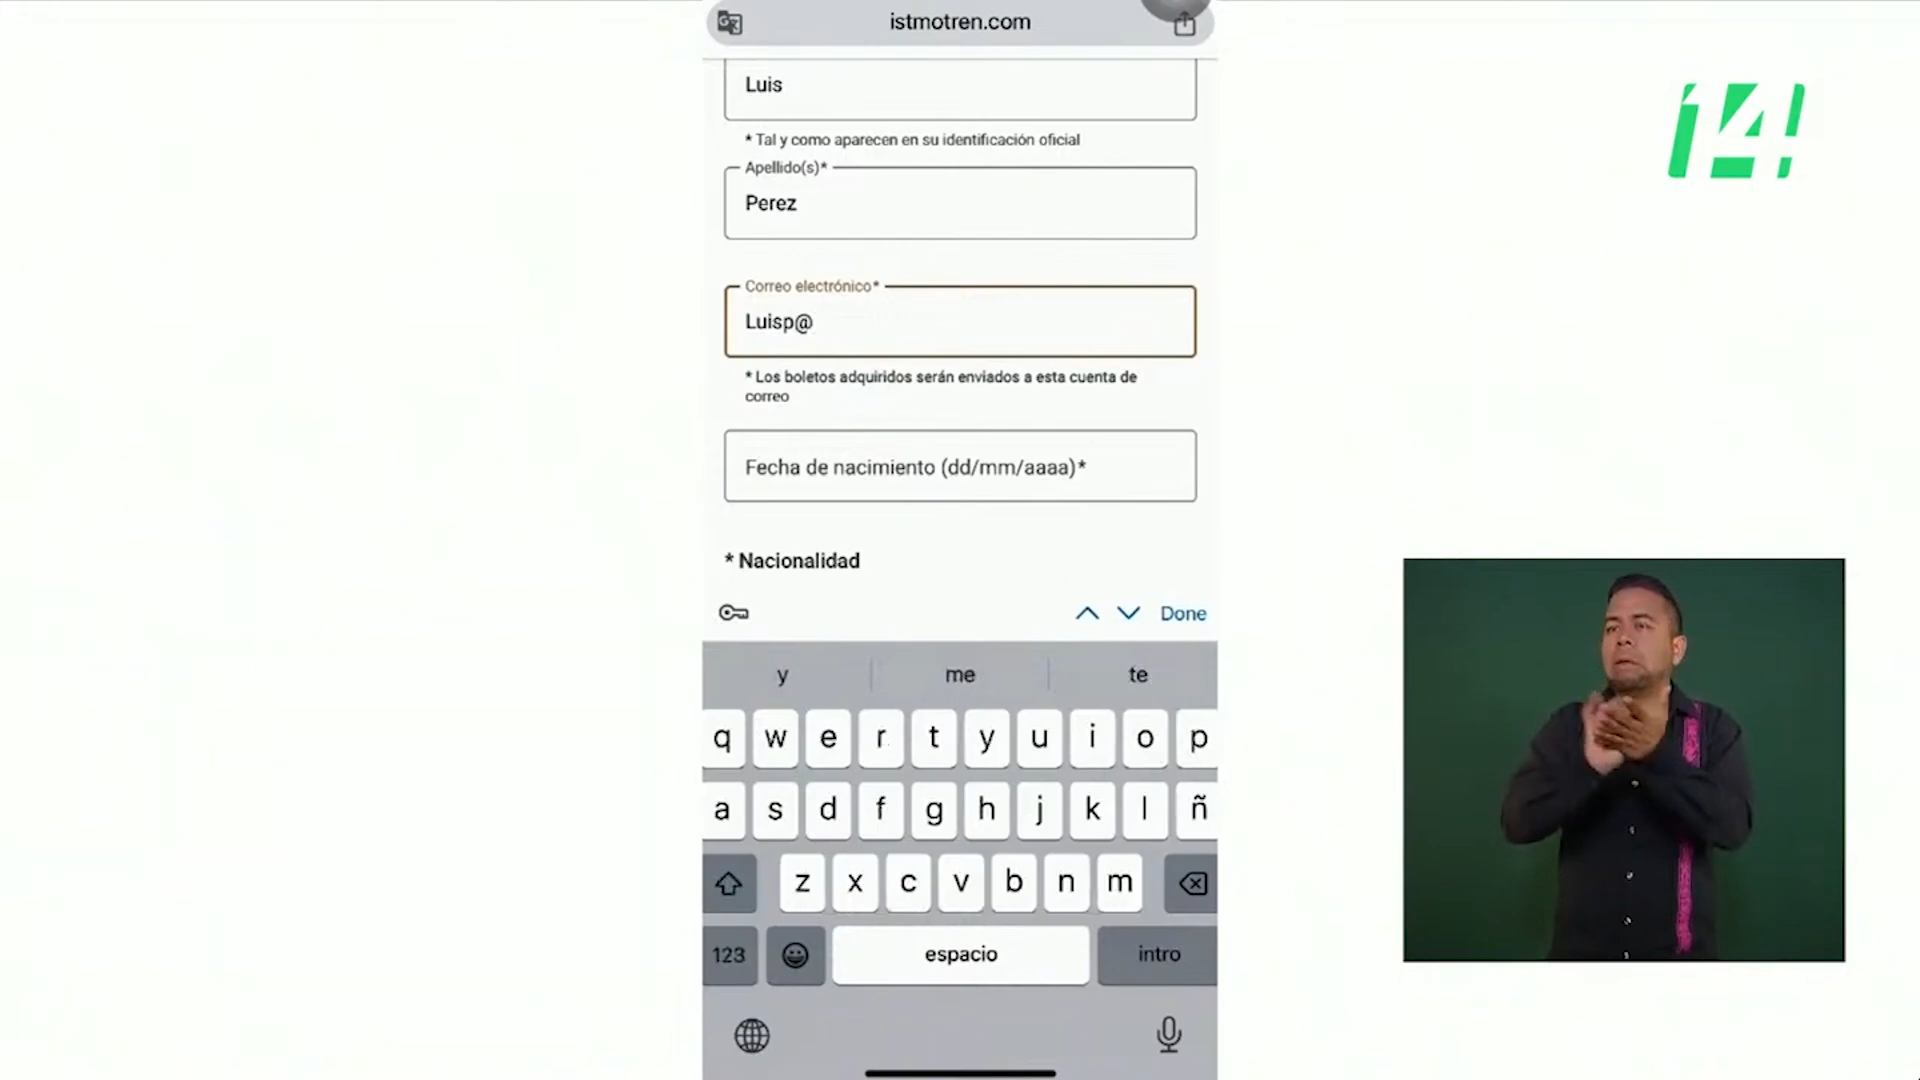 istmotren.com
14!
Luis
* Tal y como aparecen en su identificación oficial
Apellido(s)*
Perez
Correo electrónico*
Luisp@
* Los boletos adquiridos serán enviados a esta cuenta de
correo
Fecha de nacimiento (dd/mm/aaaa)*
* Nacionalidad
Done
y me te
q w e r t y u i o p
a s d f g h j k l ñ
z x c v b n m
123 espacio intro